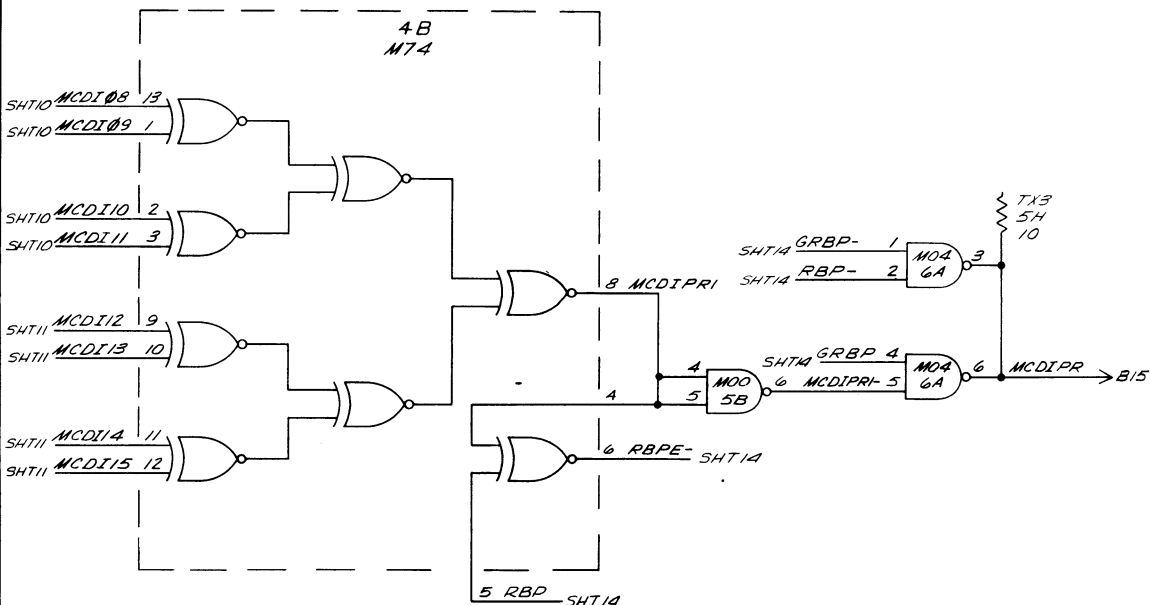 4B
M74
SHT10 MCDIØ8 13
SHT10 MCDIØ9 1
SHT10 MCDI10 2
SHT10 MCDI11 3
SHT11 MCDI12 9
SHT11 MCDI13 10
SHT11 MCDI14 11
SHT11 MCDI15 12
8 MCDIPR1
4
6 RBPE- SHT14
5 RBP SHT14
4
5
M00
5B
6 MCDIPR1- 5
SHT14 GRBP- 1
SHT14 RBP- 2
M04
6A
3
TX3
5H
10
SHT14 GRBP 4
M04
6A
6 MCDIPR B15